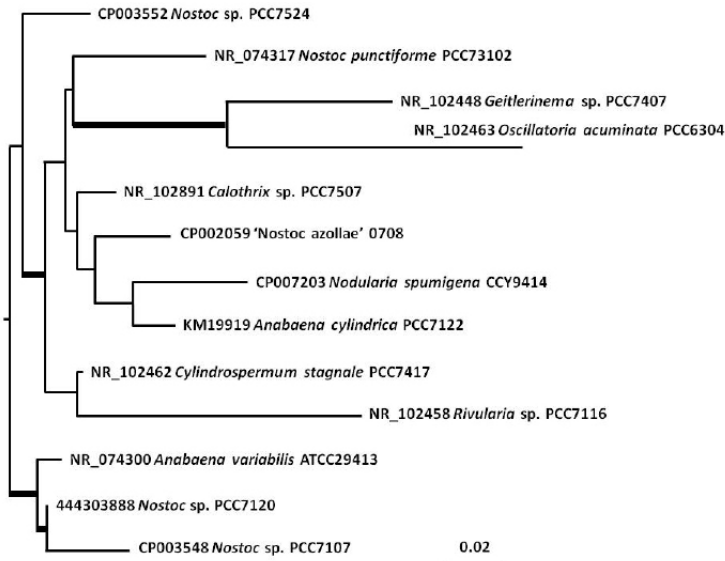 CP003552 Nostoc sp. PCC7524
NR_074317 Nostoc punctiforme PCC73102
NR_102448 Geitlerinema sp. PCC7407
NR_102463 Oscillatoria acuminata PCC6304
NR_102891 Calothrix sp. PCC7507
CP002059 ‘Nostoc azollae’ 0708
CP007203 Nodularia spumigena CCY9414
KM19919 Anabaena cylindrica PCC7122
NR_102462 Cylindrospermum stagnale PCC7417
NR_102458 Rivularia sp. PCC7116
NR_074300 Anabaena variabilis ATCC29413
444303888 Nostoc sp. PCC7120
CP003548 Nostoc sp. PCC7107
0.02